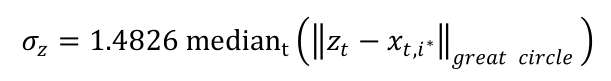 σ_z = 1.4826 median_t (‖z_t − x_{t,i*}‖_{great circle})